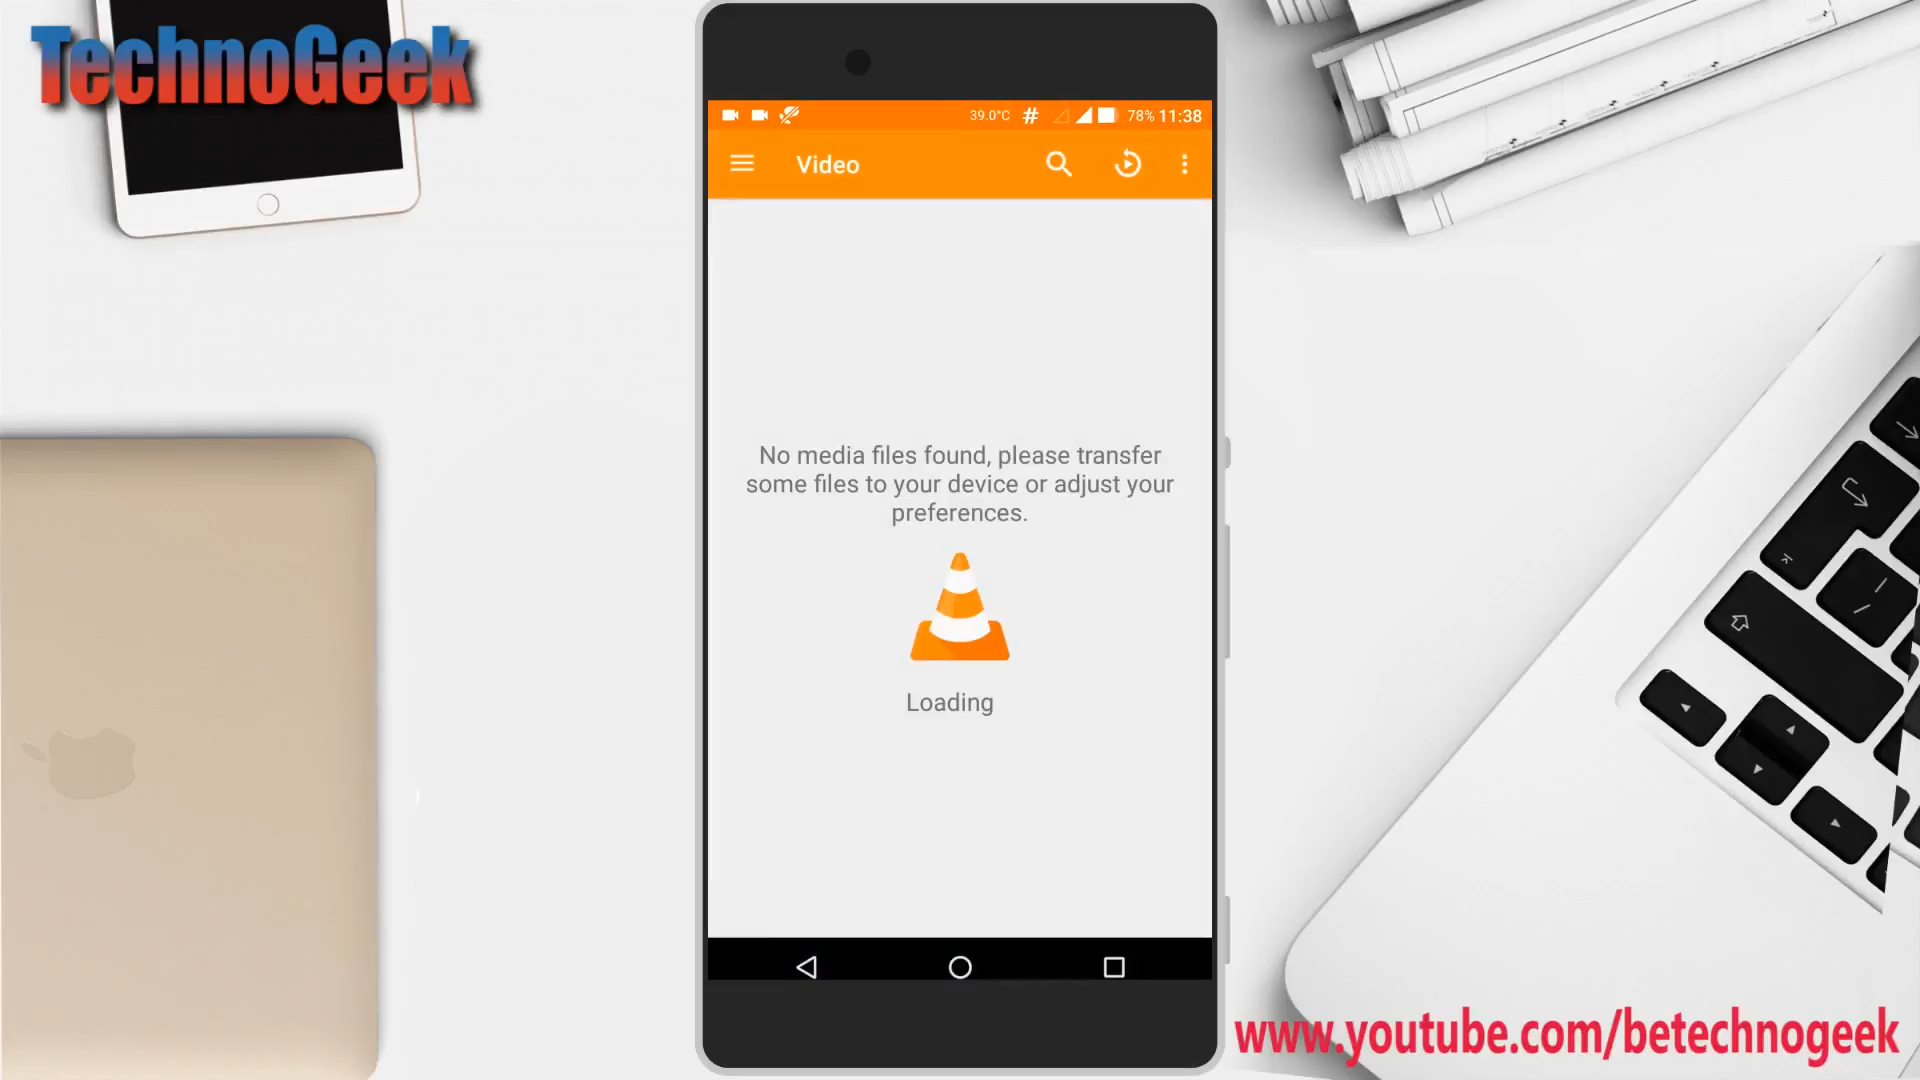 TechnoGeek
39.0°C # 78% 11:38
Video
No media files found, please transfer
some files to your device or adjust your
preferences.
Loading
www.youtube.com/betechnogeek